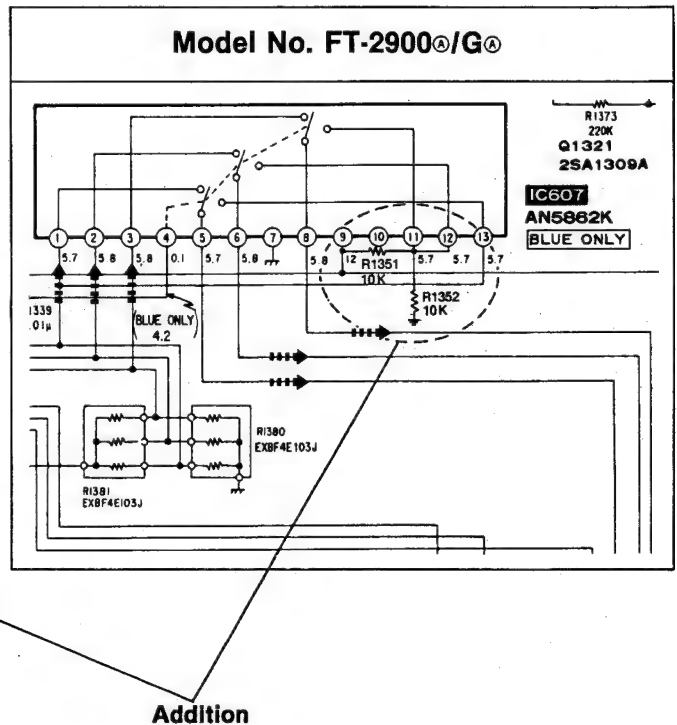 Model No. FT-2900Ⓐ/GⒶ
R1373
220K
Q1321
2SA1309A
IC607
AN5862K
BLUE ONLY
1 2 3 4 5 6 7 8 9 10 11 12 13
5.7 5.8 5.8 0.1 5.7 5.8 5.8 12 5.7 5.7 5.7
R1351
10K
R1352
10K
1339
.01μ
(BLUE ONLY
4.2)
R1380
EXBF4E103J
R1381
EXBF4E103J
Addition